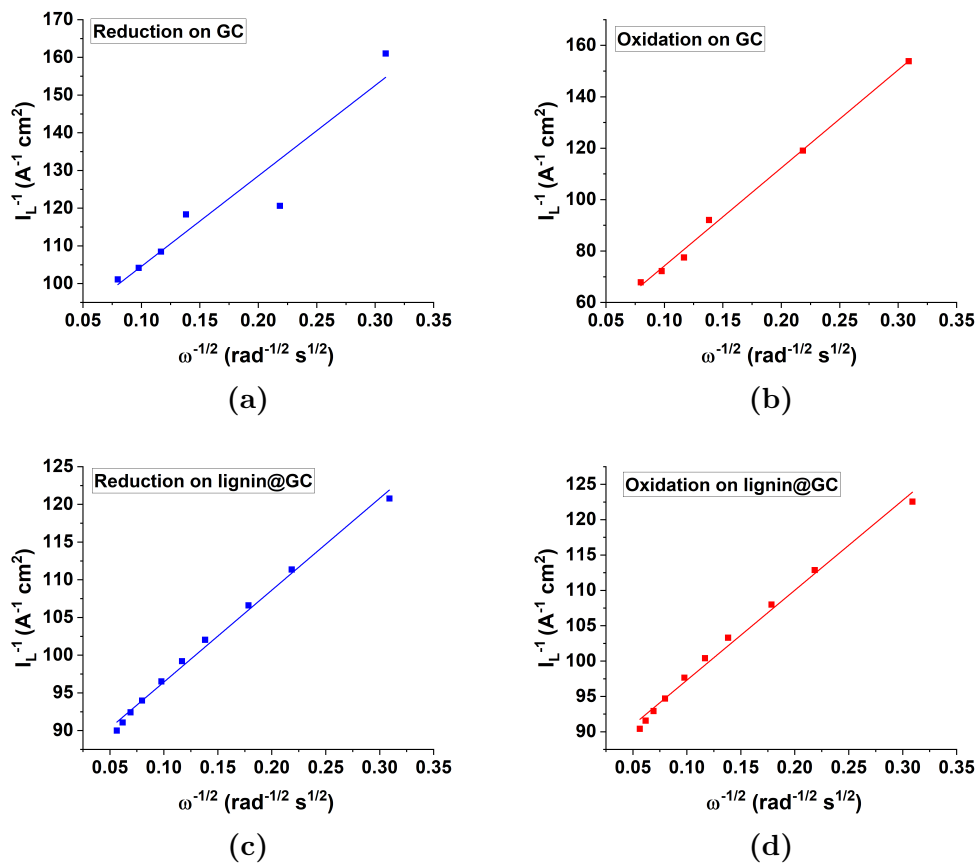 Reduction on GC
170
160
150
140
130
120
110
100
I_L^-1 (A^-1 cm^2)
0.05 0.10 0.15 0.20 0.25 0.30 0.35
ω^-1/2 (rad^-1/2 s^1/2)
(a)
Oxidation on GC
160
140
120
100
80
60
I_L^-1 (A^-1 cm^2)
0.05 0.10 0.15 0.20 0.25 0.30 0.35
ω^-1/2 (rad^-1/2 s^1/2)
(b)
Reduction on lignin@GC
125
120
115
110
105
100
95
90
I_L^-1 (A^-1 cm^2)
0.05 0.10 0.15 0.20 0.25 0.30 0.35
ω^-1/2 (rad^-1/2 s^1/2)
(c)
Oxidation on lignin@GC
125
120
115
110
105
100
95
90
I_L^-1 (A^-1 cm^2)
0.05 0.10 0.15 0.20 0.25 0.30 0.35
ω^-1/2 (rad^-1/2 s^1/2)
(d)